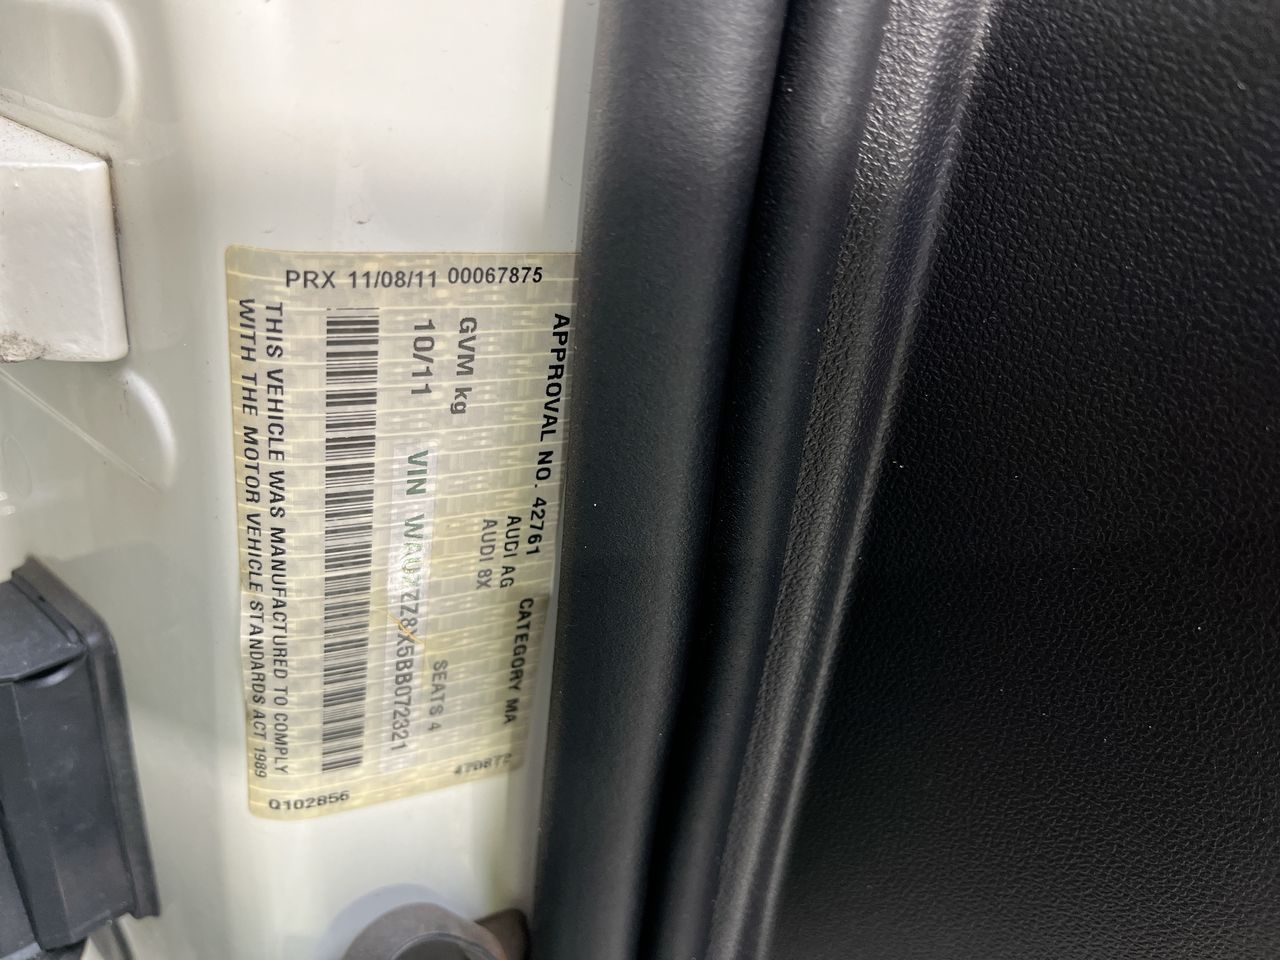 PRX 11/08/11 00067875
APPROVAL NO. 42761 CATEGORY MA
AUDI AG
AUDI 8X
GVM kg SEATS 4
10/11 VIN WAUZZZ8X5BB072321
THIS VEHICLE WAS MANUFACTURED TO COMPLY
WITH THE MOTOR VEHICLE STANDARDS ACT 1989
Q102856